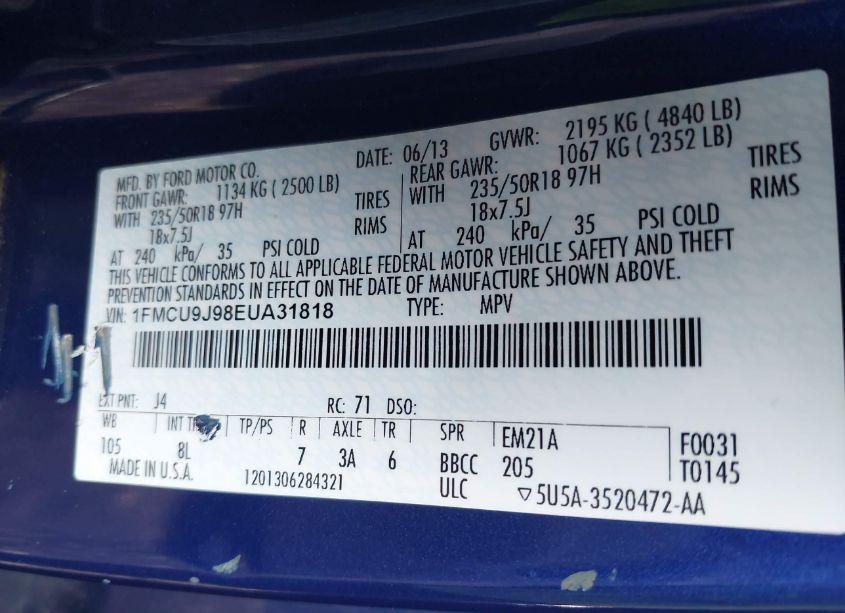 MFD. BY FORD MOTOR CO.
DATE: 06/13 GVWR: 2195 KG ( 4840 LB)
FRONT GAWR: 1134 KG ( 2500 LB)
WITH 235/50R18 97H TIRES
18x7.5J RIMS
AT 240 kPa/ 35 PSI COLD
REAR GAWR: 1067 KG ( 2352 LB)
WITH 235/50R18 97H TIRES
18x7.5J RIMS
AT 240 kPa/ 35 PSI COLD
THIS VEHICLE CONFORMS TO ALL APPLICABLE FEDERAL MOTOR VEHICLE SAFETY AND THEFT
PREVENTION STANDARDS IN EFFECT ON THE DATE OF MANUFACTURE SHOWN ABOVE.
VIN: 1FMCU9J98EUA31818 TYPE: MPV
EXT PNT: J4 RC: 71 DSO:
WB INT TP/PS R AXLE TR SPR EM21A F0031
105 8L 7 3A 6 BBCC 205 T0145
MADE IN U.S.A. 1201306284321 ULC ▽5U5A-3520472-AA